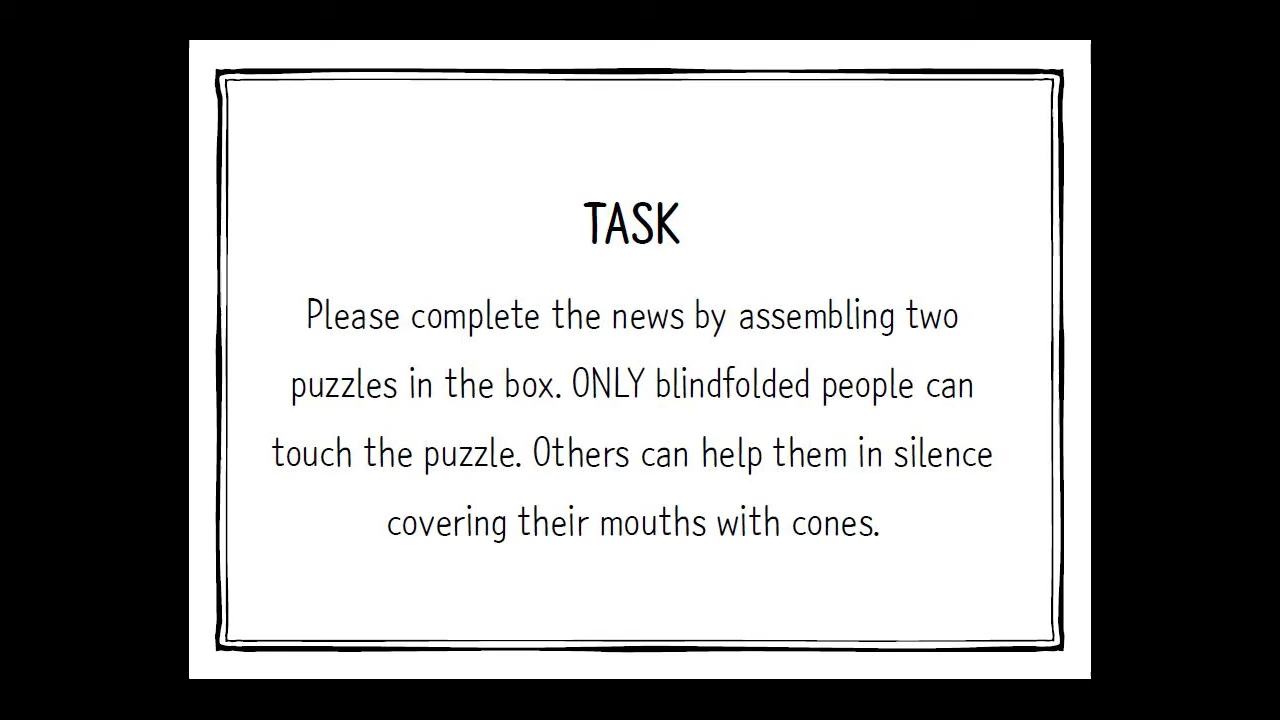 TASK
Please complete the news by assembling two
puzzles in the box. ONLY blindfolded people can
touch the puzzle. Others can help them in silence
covering their mouths with cones.